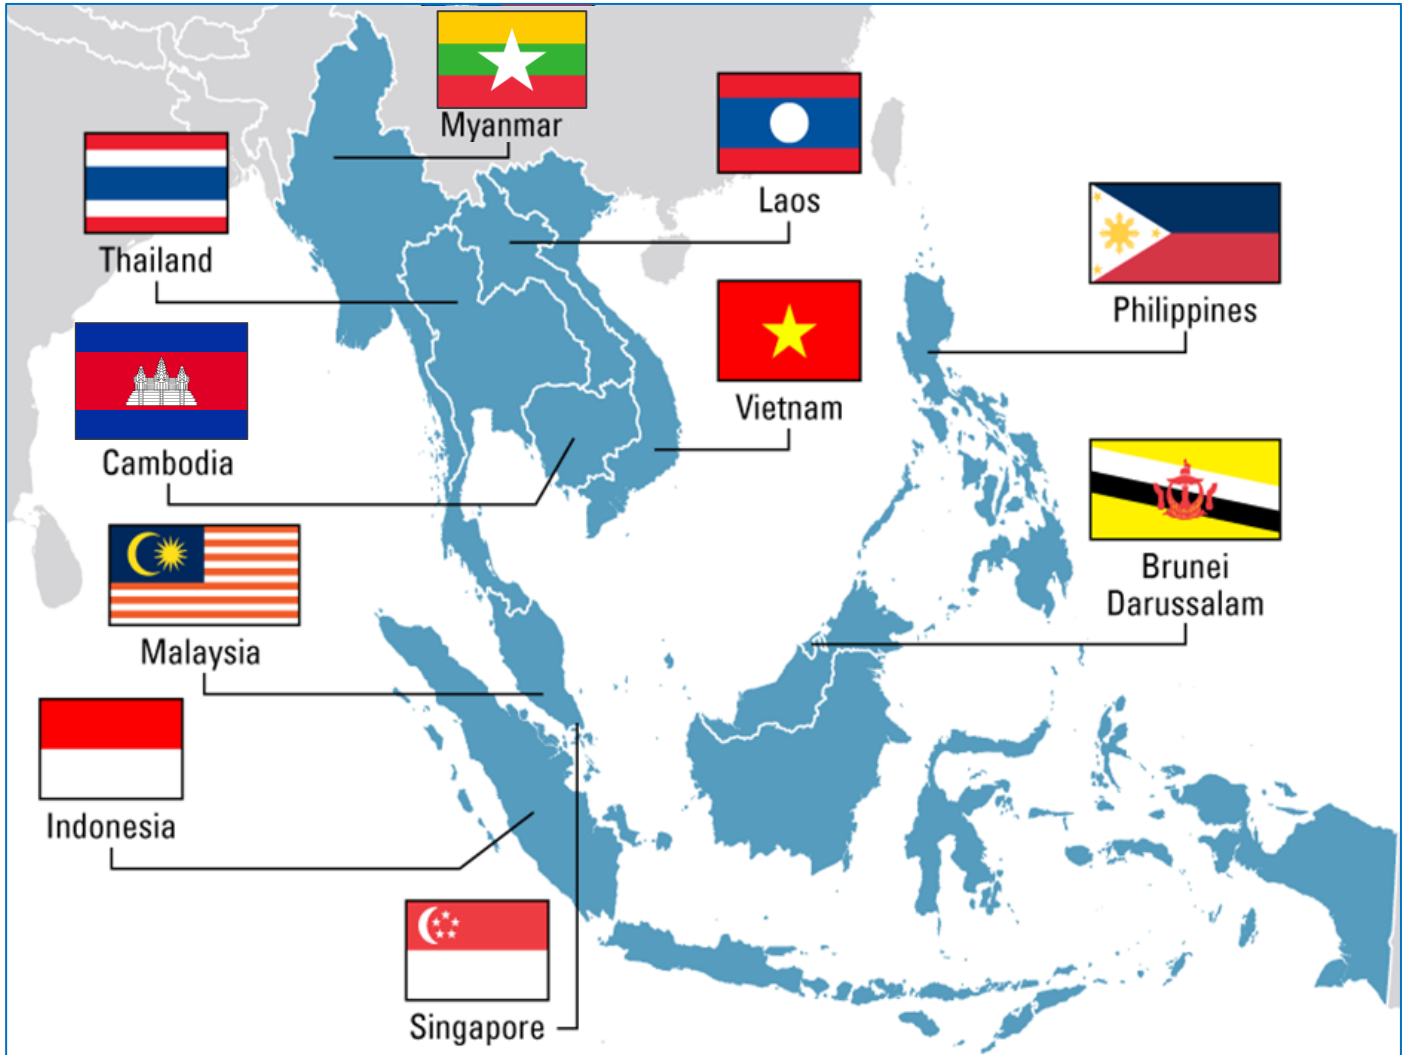 Myanmar
Laos
Thailand
Philippines
Vietnam
Cambodia
Brunei
Darussalam
Malaysia
Indonesia
Singapore